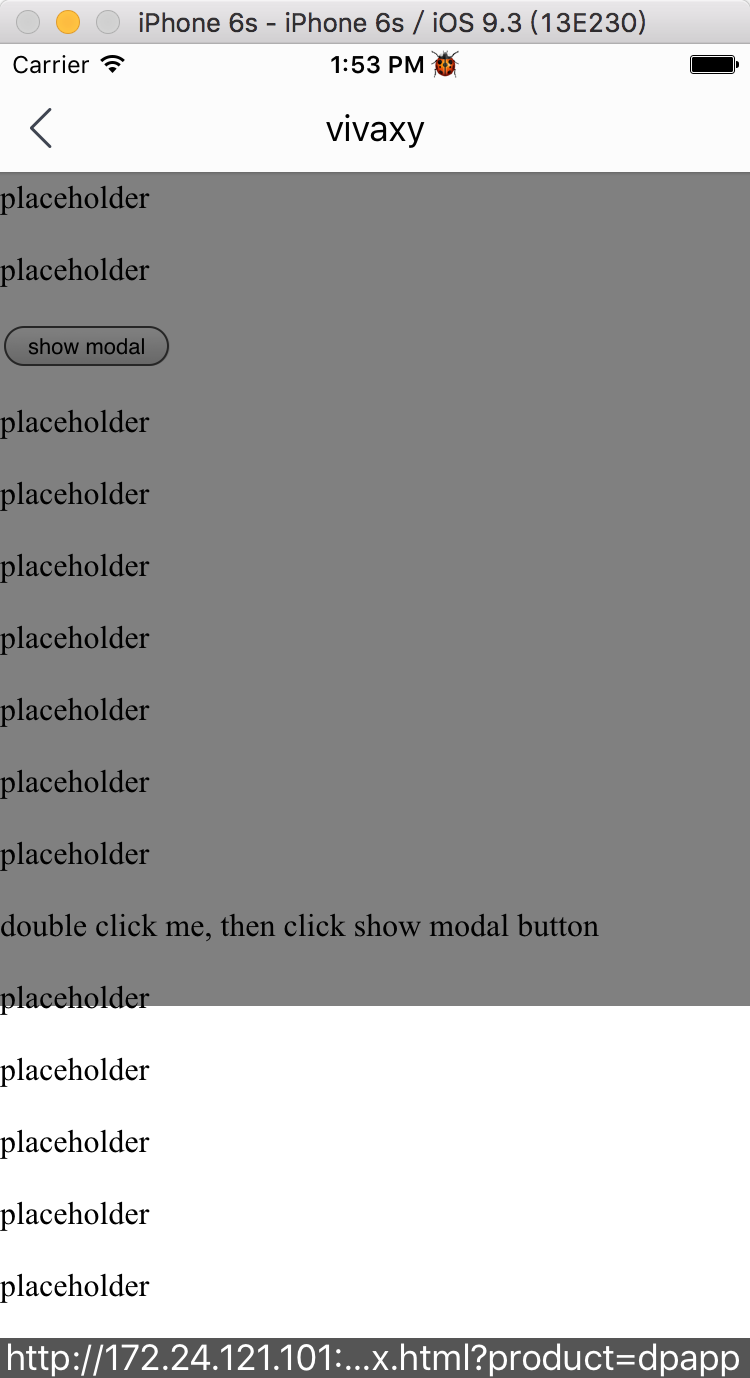 iPhone 6s - iPhone 6s / iOS 9.3 (13E230)
Carrier 1:53 PM
vivaxy
placeholder
placeholder
show modal
placeholder
placeholder
placeholder
placeholder
placeholder
placeholder
placeholder
double click me, then click show modal button
placeholder
placeholder
placeholder
placeholder
placeholder
http://172.24.121.101:...x.html?product=dpapp